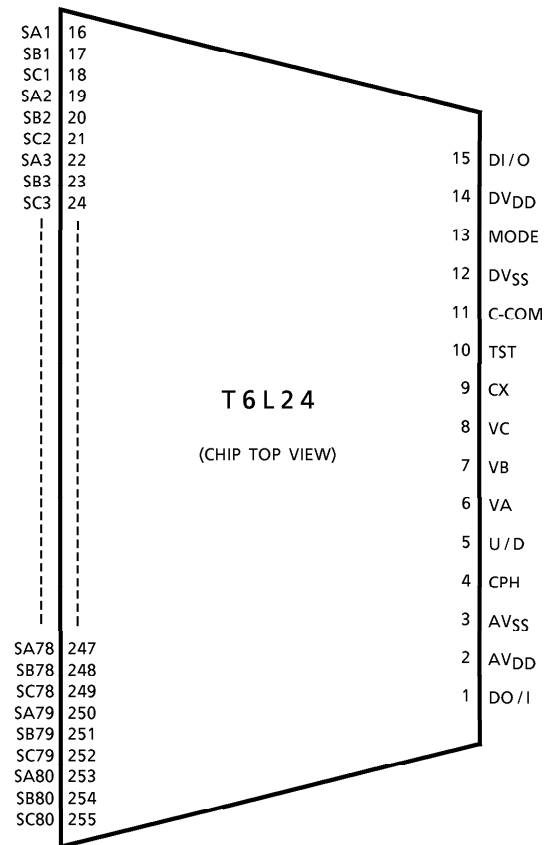 SA1 16
SB1 17
SC1 18
SA2 19
SB2 20
SC2 21
SA3 22
SB3 23
SC3 24
15 DI/O
14 DVDD
13 MODE
12 DVSS
11 C-COM
10 TST
9 CX
8 VC
7 VB
6 VA
5 U/D
4 CPH
3 AVSS
2 AVDD
1 DO/I
T6L24
(CHIP TOP VIEW)
SA78 247
SB78 248
SC78 249
SA79 250
SB79 251
SC79 252
SA80 253
SB80 254
SC80 255